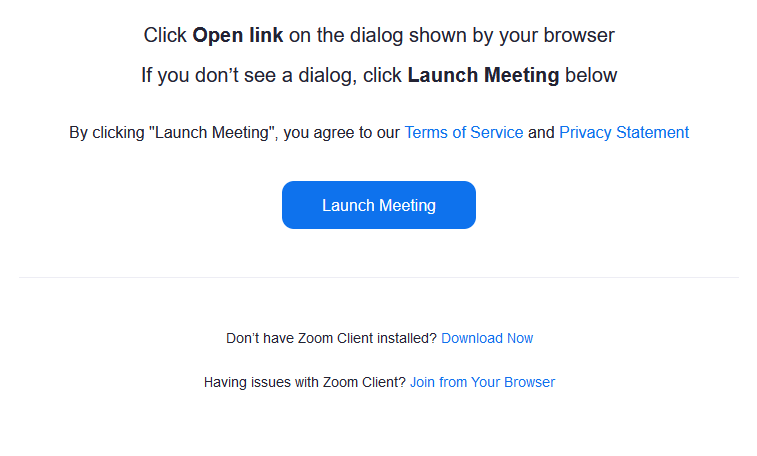 Click Open link on the dialog shown by your browser
If you don’t see a dialog, click Launch Meeting below
By clicking "Launch Meeting", you agree to our Terms of Service and Privacy Statement
Launch Meeting
Don’t have Zoom Client installed? Download Now
Having issues with Zoom Client? Join from Your Browser